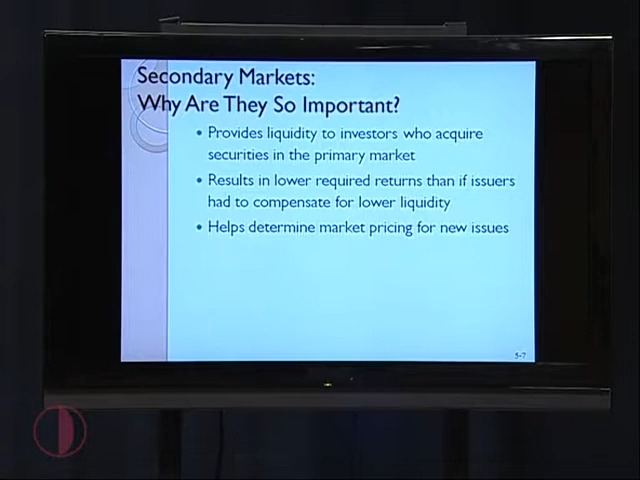 Secondary Markets:
Why Are They So Important?
• Provides liquidity to investors who acquire
securities in the primary market
• Results in lower required returns than if issuers
had to compensate for lower liquidity
• Helps determine market pricing for new issues
5-7